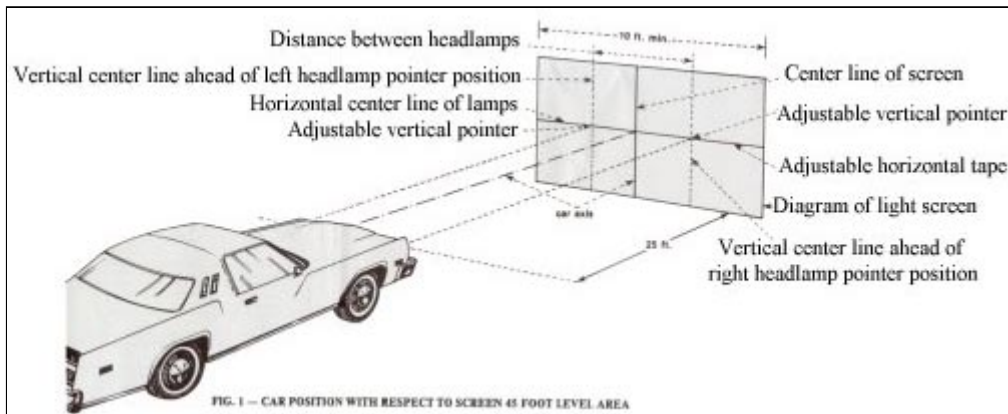 10 ft. min.
Distance between headlamps
Vertical center line ahead of left headlamp pointer position
Horizontal center line of lamps
Adjustable vertical pointer
Center line of screen
Adjustable vertical pointer
Adjustable horizontal tape
Diagram of light screen
car axis
25 ft.
Vertical center line ahead of
right headlamp pointer position
FIG. 1 — CAR POSITION WITH RESPECT TO SCREEN 45 FOOT LEVEL AREA